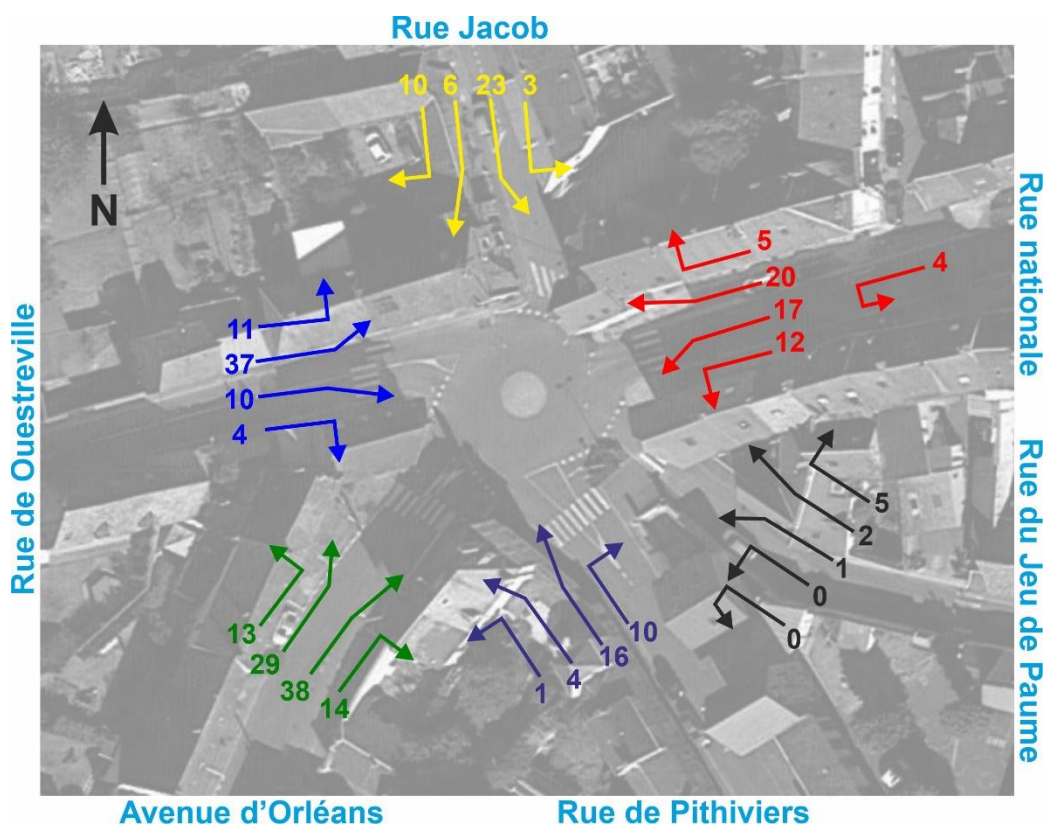 Rue Jacob
10 6 23 3
N
Rue nationale
5
4
20
17
12
11
37
10
4
Rue de Ouestreville
Rue du Jeu de Paume
5
2
1
0
0
13
29
38
14
10
16
4
1
Avenue d'Orléans
Rue de Pithiviers